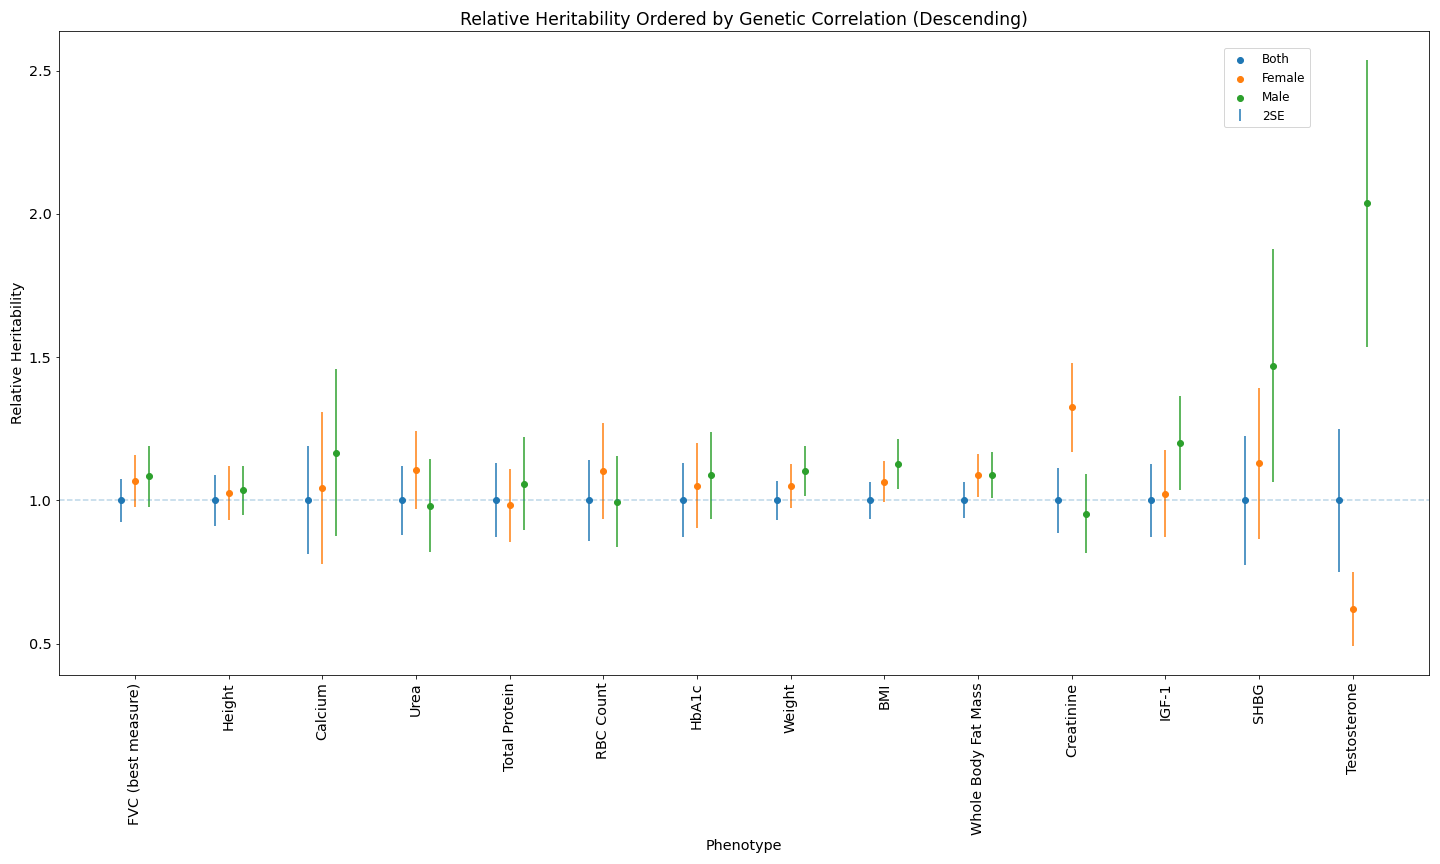 Relative Heritability Ordered by Genetic Correlation (Descending)
Relative Heritability
2.5
2.0
1.5
1.0
0.5
Both
Female
Male
2SE
FVC (best measure)
Height
Calcium
Urea
Total Protein
RBC Count
HbA1c
Weight
BMI
Whole Body Fat Mass
Creatinine
IGF-1
SHBG
Testosterone
Phenotype